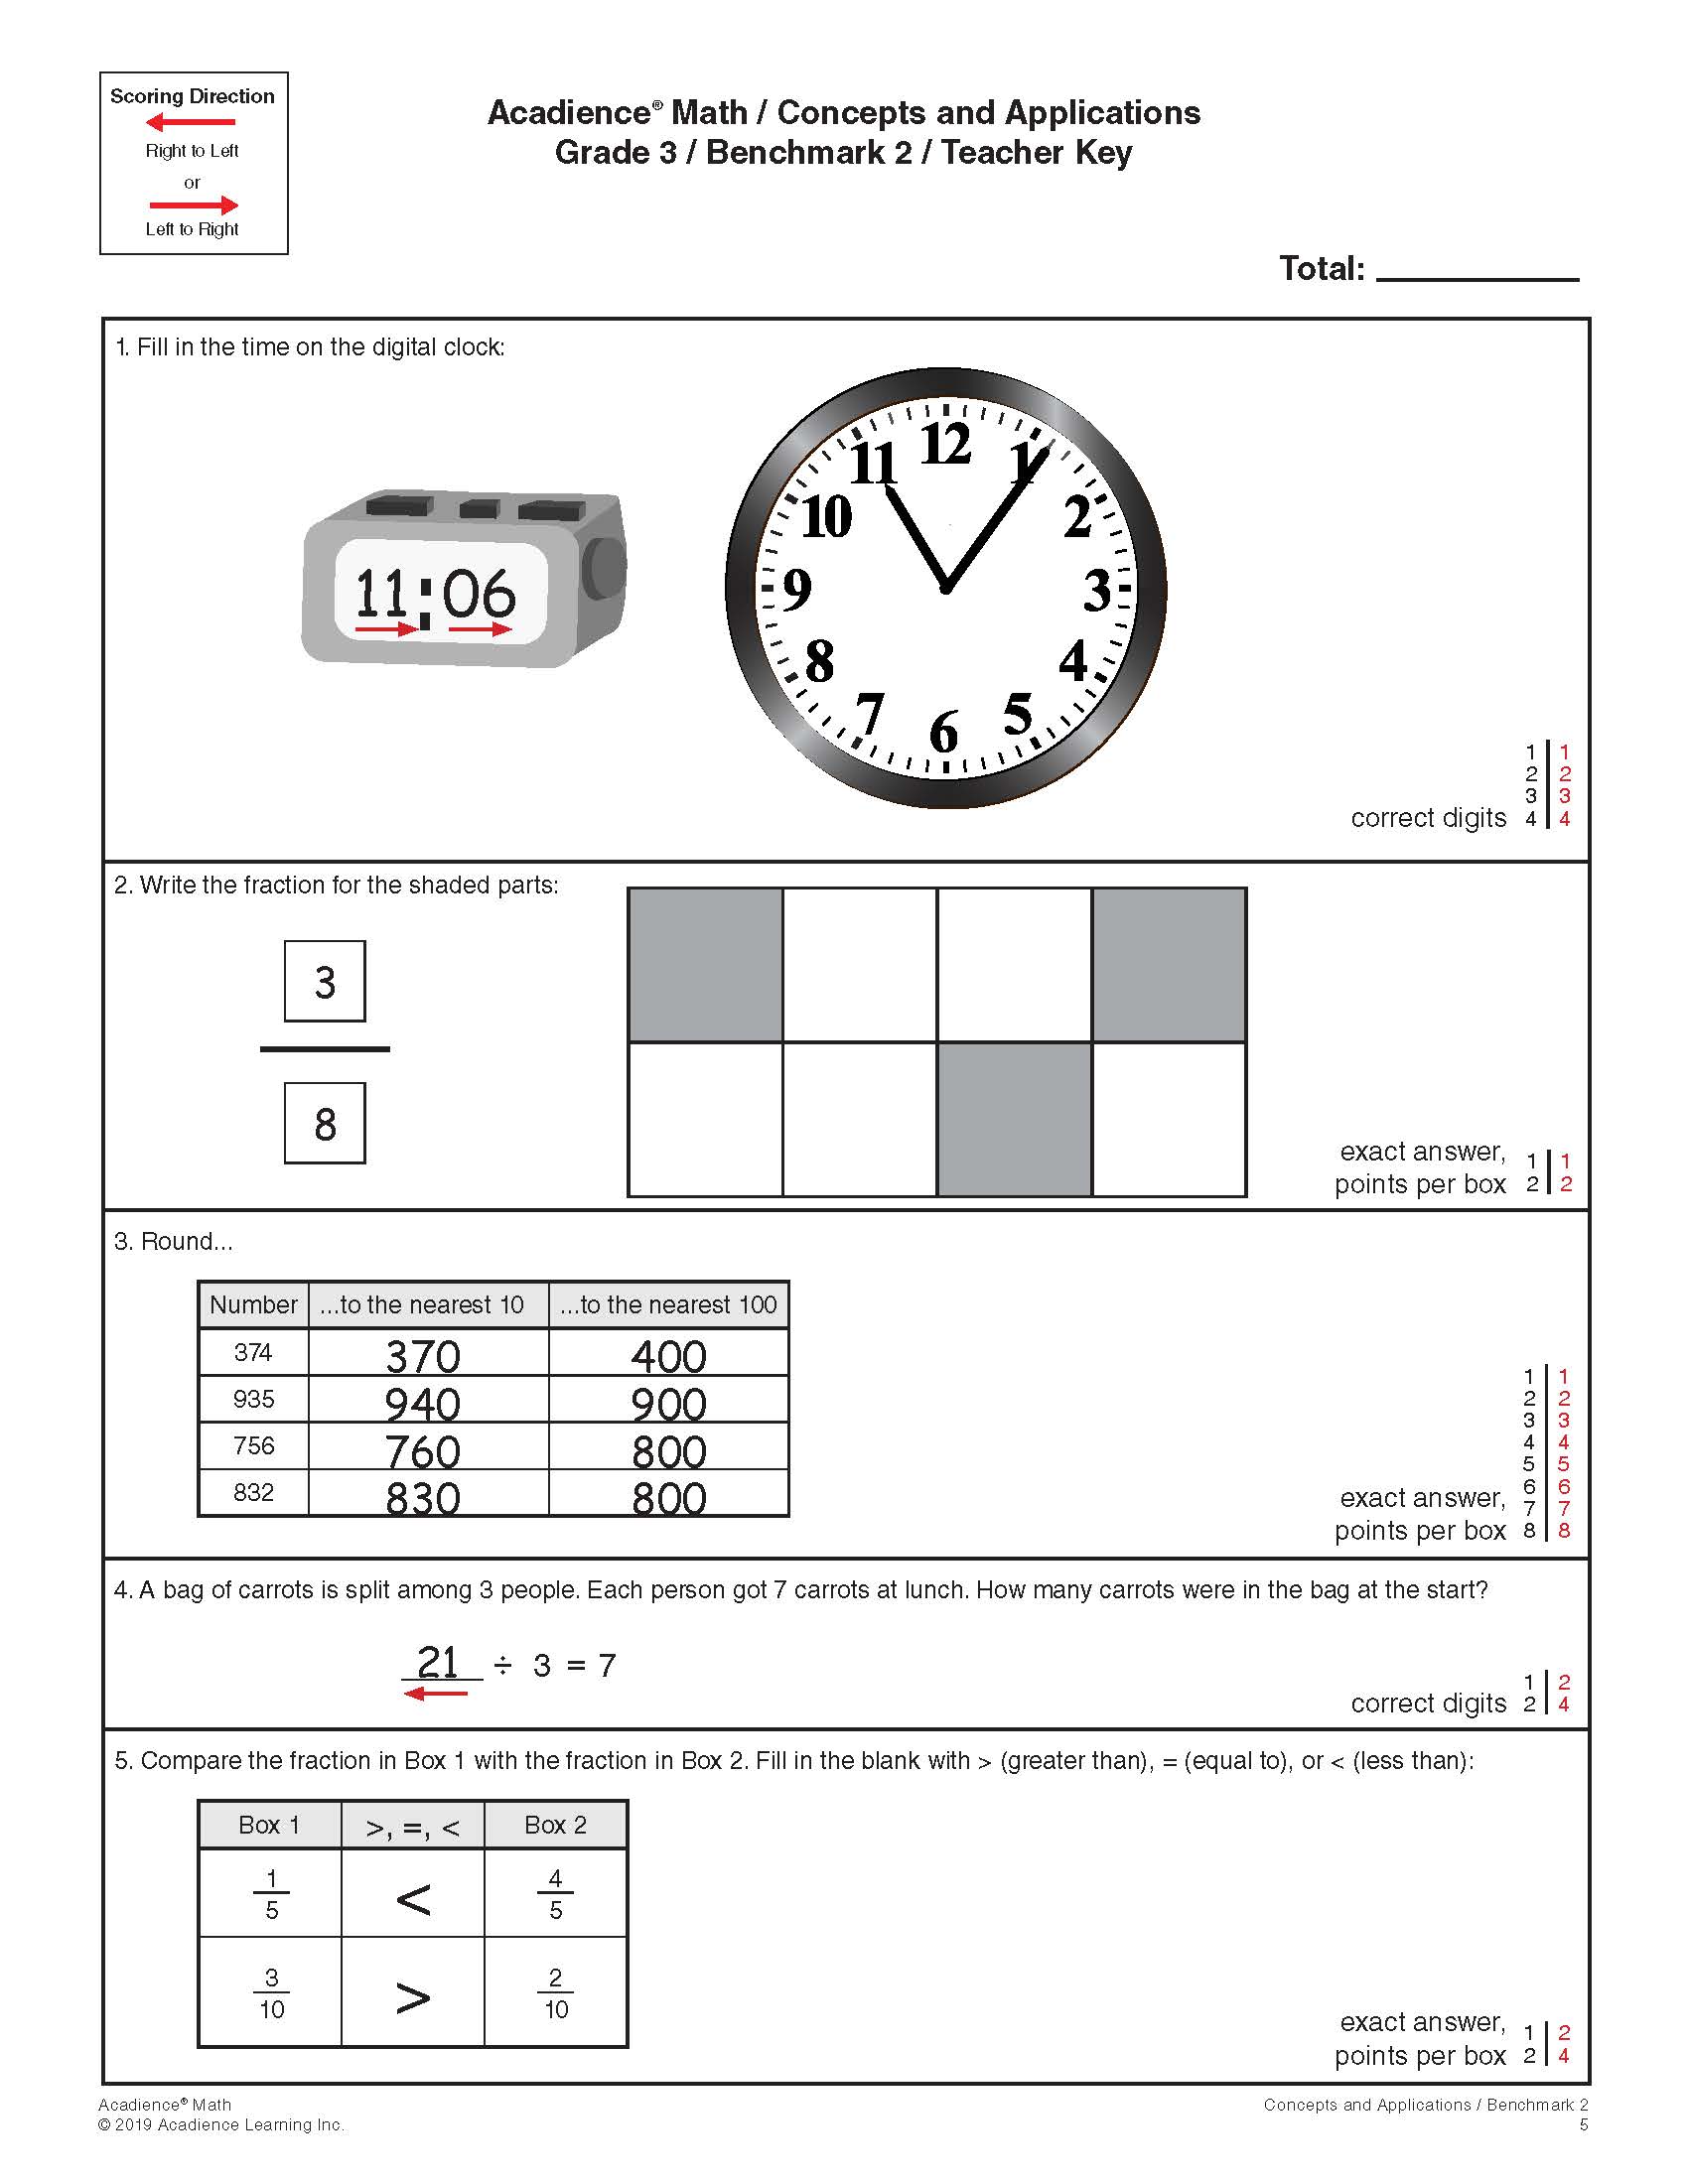 Scoring Direction
Right to Left
or
Left to Right
Acadience® Math / Concepts and Applications
Grade 3 / Benchmark 2 / Teacher Key
Total:
1. Fill in the time on the digital clock:
11:06
12
1
2
3
4
5
6
7
8
9
10
11
1 1
2 2
3 3
correct digits 4 4
2. Write the fraction for the shaded parts:
3
8
exact answer, 1 1
points per box 2 2
3. Round...
Number ...to the nearest 10 ...to the nearest 100
374 370 400
935 940 900
756 760 800
832 830 800
1 1
2 2
3 3
4 4
5 5
exact answer, 6 6
7 7
points per box 8 8
4. A bag of carrots is split among 3 people. Each person got 7 carrots at lunch. How many carrots were in the bag at the start?
21 ÷ 3 = 7
1 2
correct digits 2 4
5. Compare the fraction in Box 1 with the fraction in Box 2. Fill in the blank with > (greater than), = (equal to), or < (less than):
Box 1 >, =, < Box 2
1/5 < 4/5
3/10 > 2/10
exact answer, 1 2
points per box 2 4
Acadience® Math
© 2019 Acadience Learning Inc.
Concepts and Applications / Benchmark 2
5